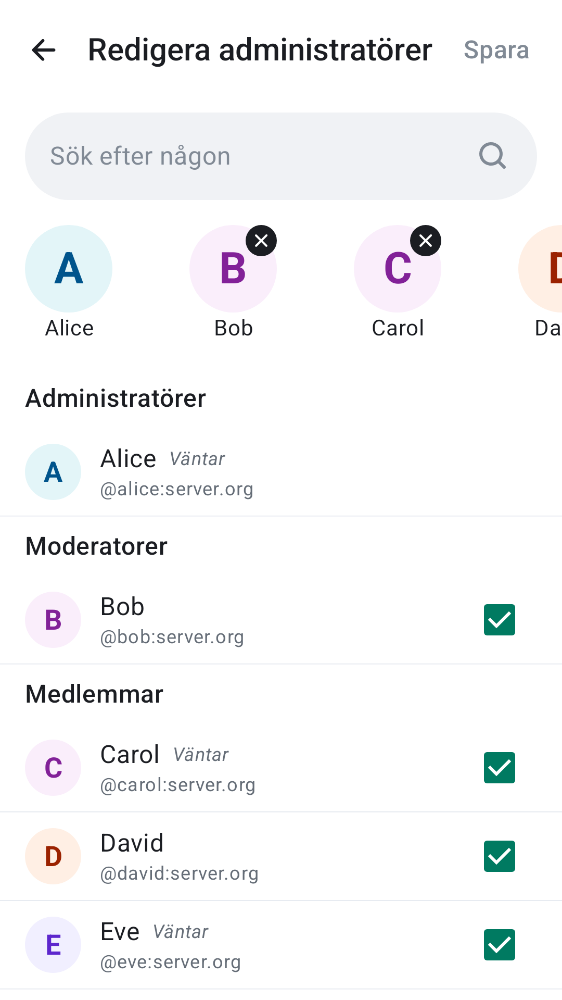 Redigera administratörer Spara
Sök efter någon
A B C
Alice Bob Carol Da
Administratörer
A Alice Väntar
@alice:server.org
Moderatorer
B Bob
@bob:server.org
Medlemmar
C Carol Väntar
@carol:server.org
D David
@david:server.org
E Eve Väntar
@eve:server.org